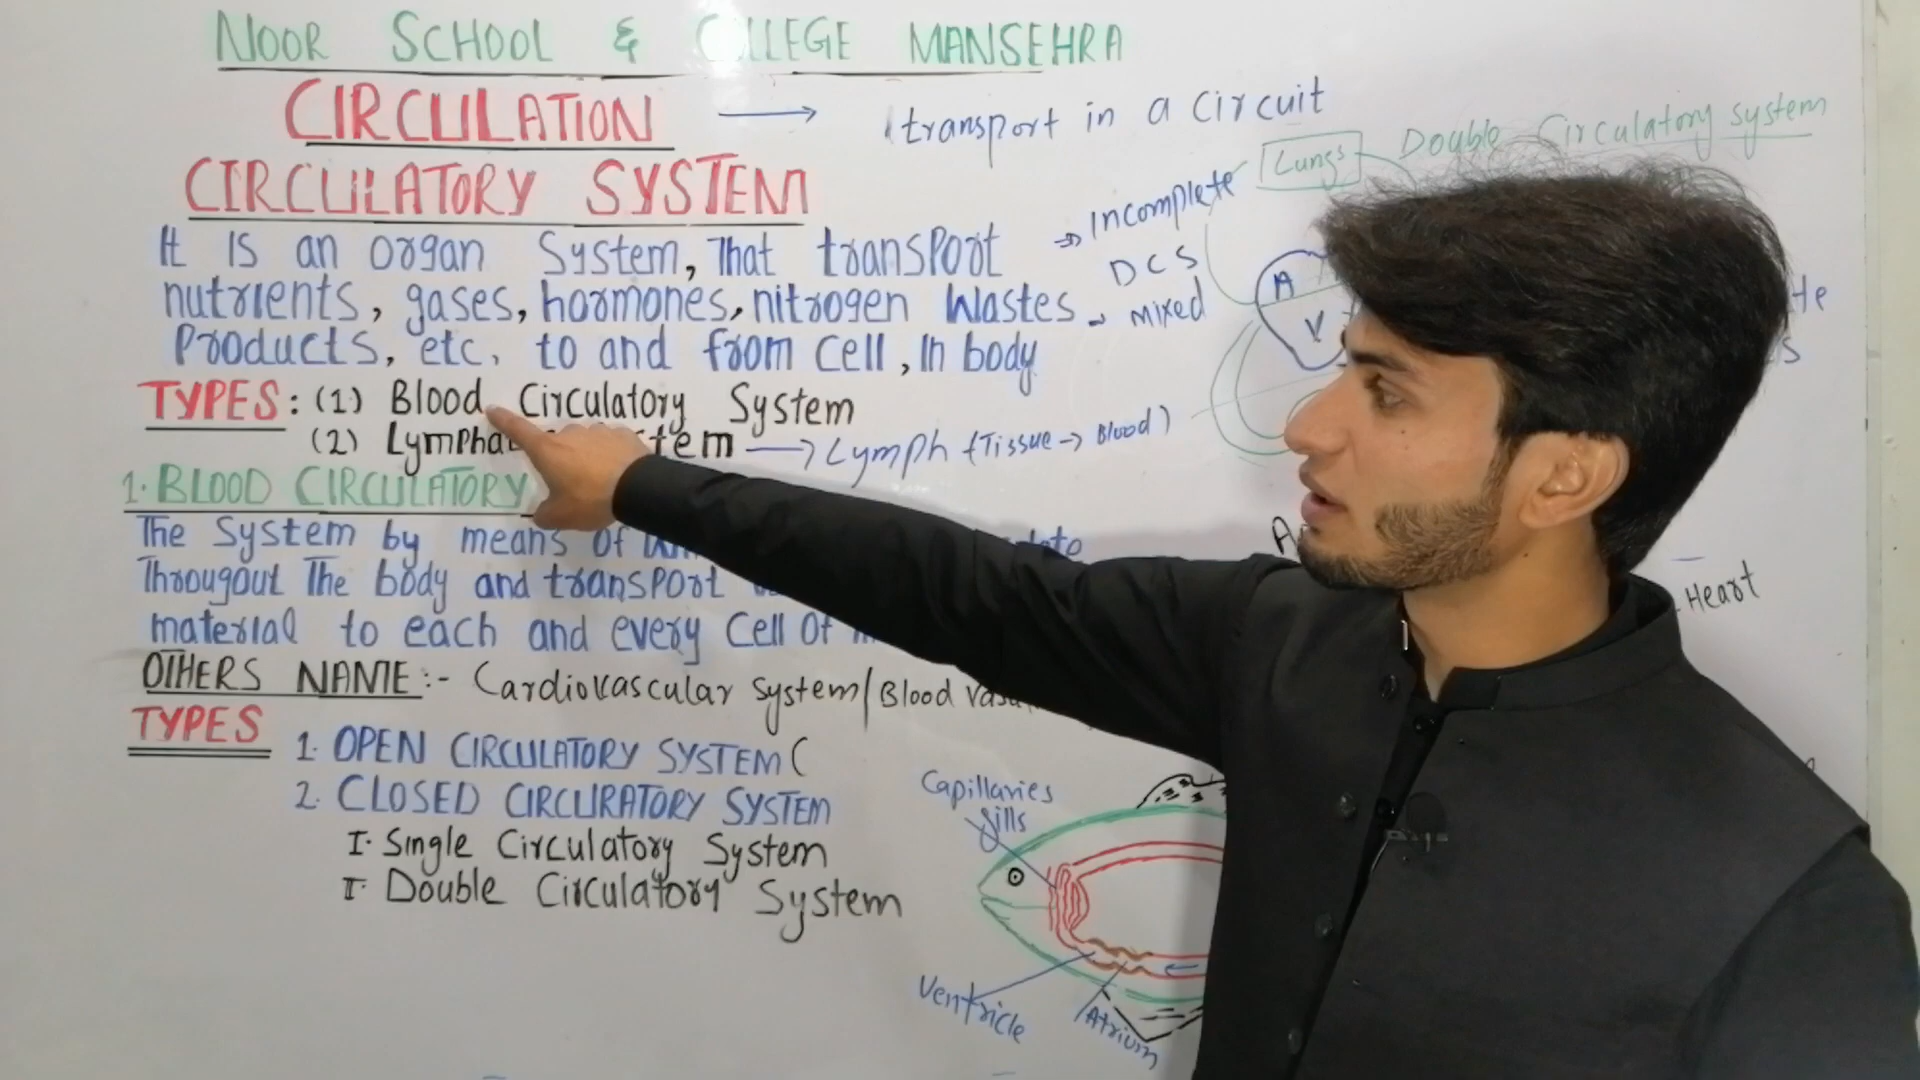 NOOR SCHOOL & COLLEGE MANSEHRA
CIRCULATION → transport in a circuit
CIRCULATORY SYSTEM
It is an organ System, That transport
nutrients, gases, hormones, nitrogen Wastes
Products, etc, to and from cell, In body
TYPES: (1) Blood Circulatory System
(2) Lympha tem → Lymph (Tissue → Blood)
1. BLOOD CIRCULATORY
The System by means of
Througout The body and transport
material to each and every Cell Of
OTHERS NAME:- Cardiovascular system/Blood
TYPES
1. OPEN CIRCULATORY SYSTEM (
2. CLOSED CIRCURATORY SYSTEM
I. Single Circulatory System
I. Double Circulatory System
Double Circulatory system
Lungs
→ Incomplete
DCS
→ mixed
A
V
Heart
Capillaries
gills
Ventricle
Atrium